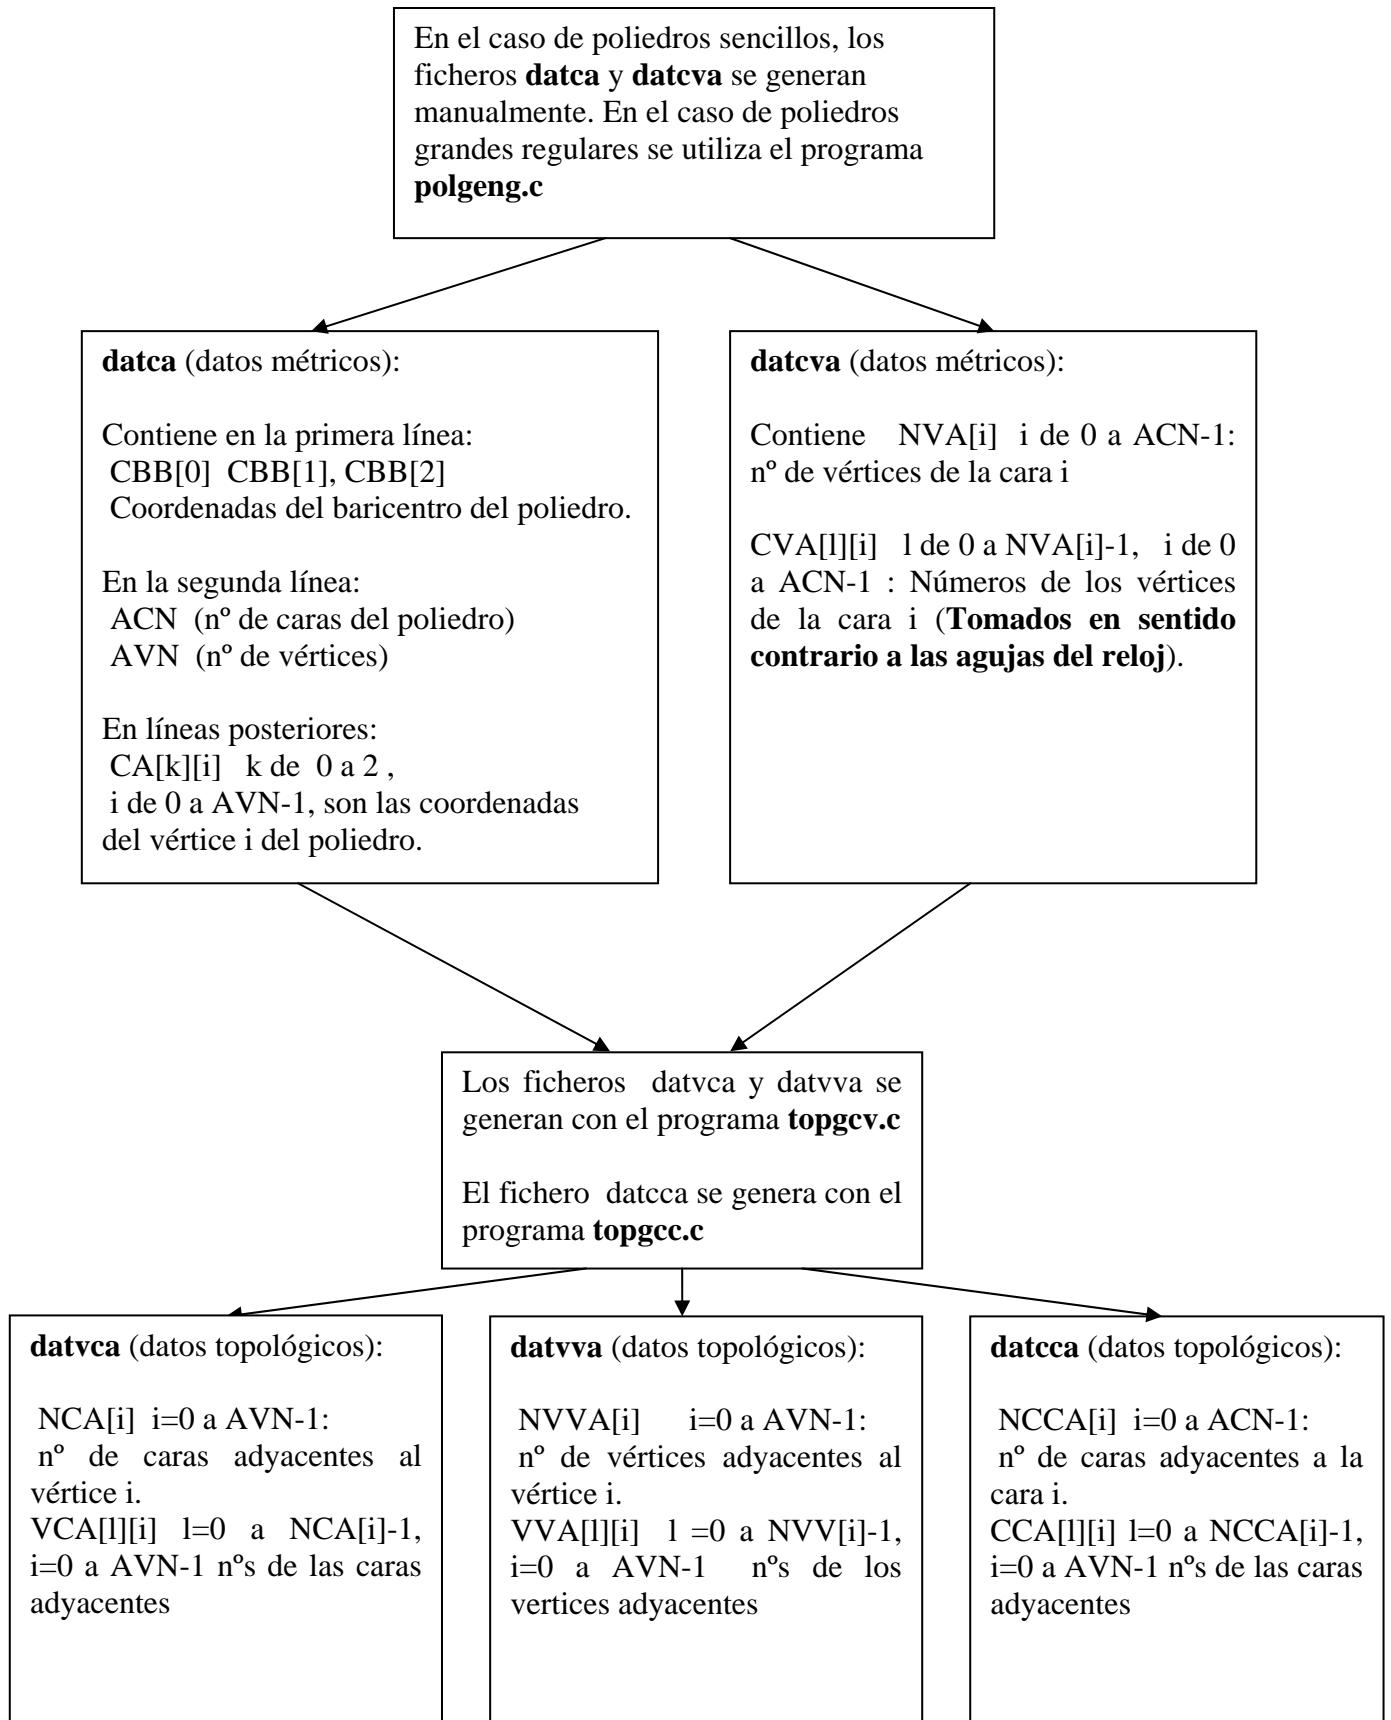 En el caso de poliedros sencillos, los
ficheros datca y datcva se generan
manualmente. En el caso de poliedros
grandes regulares se utiliza el programa
polgeng.c
datca (datos métricos):
Contiene en la primera línea:
CBB[0] CBB[1], CBB[2]
Coordenadas del baricentro del poliedro.
En la segunda línea:
ACN (nº de caras del poliedro)
AVN (nº de vértices)
En líneas posteriores:
CA[k][i] k de 0 a 2 ,
i de 0 a AVN-1, son las coordenadas
del vértice i del poliedro.
datcva (datos métricos):
Contiene NVA[i] i de 0 a ACN-1:
nº de vértices de la cara i
CVA[l][i] l de 0 a NVA[i]-1, i de 0
a ACN-1 : Números de los vértices
de la cara i (Tomados en sentido
contrario a las agujas del reloj).
Los ficheros datvca y datvva se
generan con el programa topgcv.c
El fichero datcca se genera con el
programa topgcc.c
datvca (datos topológicos):
NCA[i] i=0 a AVN-1:
nº de caras adyacentes al
vértice i.
VCA[l][i] l=0 a NCA[i]-1,
i=0 a AVN-1 nºs de las caras
adyacentes
datvva (datos topológicos):
NVVA[i] i=0 a AVN-1:
nº de vértices adyacentes al
vértice i.
VVA[l][i] l =0 a NVV[i]-1,
i=0 a AVN-1 nºs de los
vertices adyacentes
datcca (datos topológicos):
NCCA[i] i=0 a ACN-1:
nº de caras adyacentes a la
cara i.
CCA[l][i] l=0 a NCCA[i]-1,
i=0 a AVN-1 nºs de las caras
adyacentes